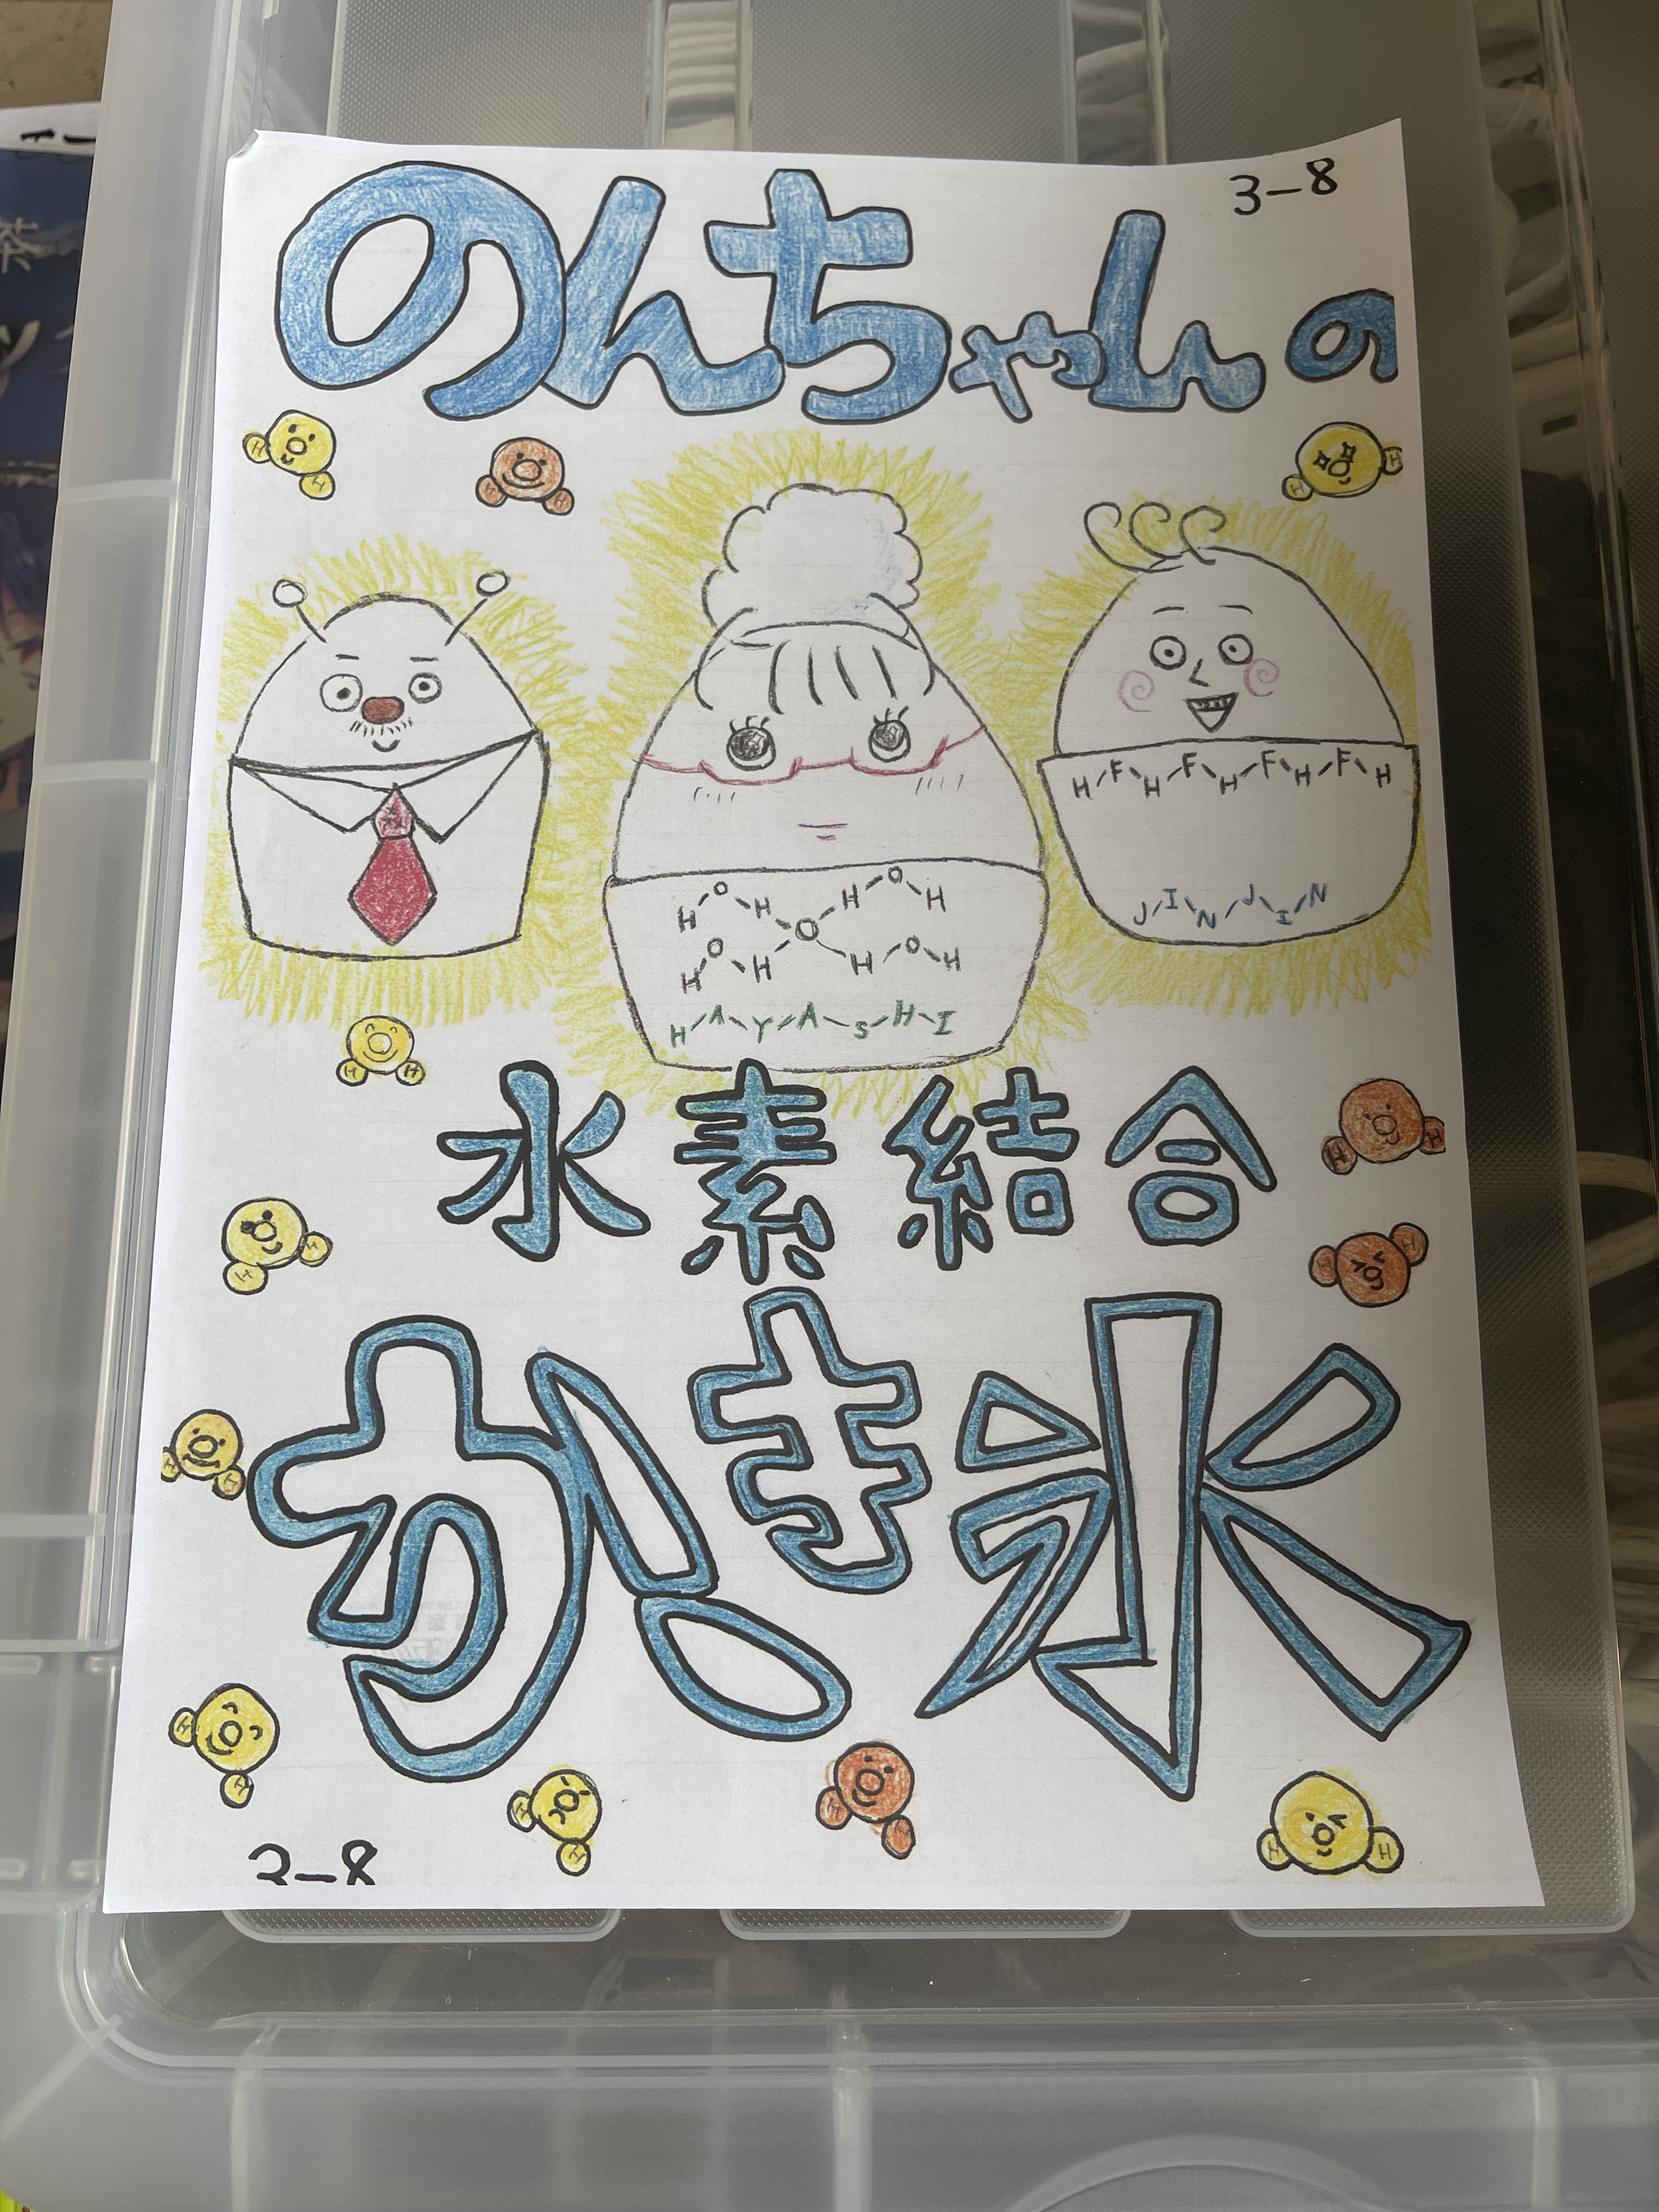 3-8
のんちゃんの
H F H F H F H F H
J I N J I N
H O H H O H
O
H O H H O H
H A Y A S H I
水素結合
かき氷
3-8